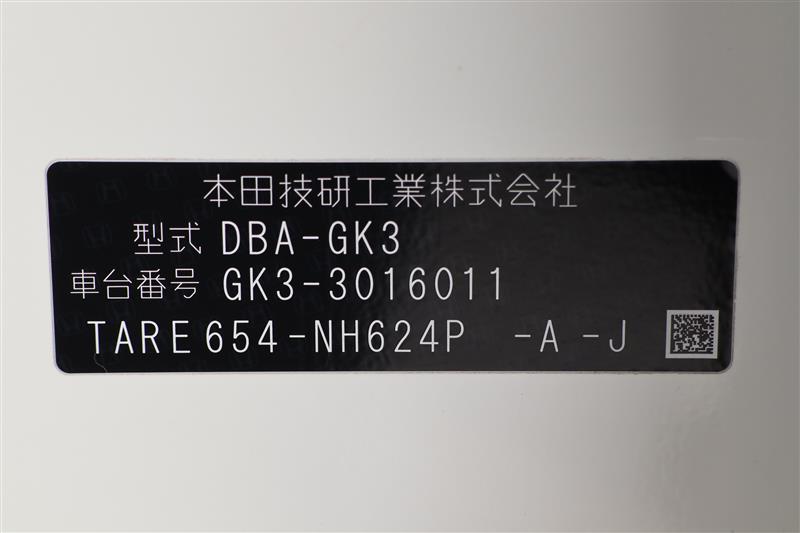 本田技研工業株式会社
型式 DBA-GK3
車台番号 GK3-3016011
TARE654-NH624P -A-J